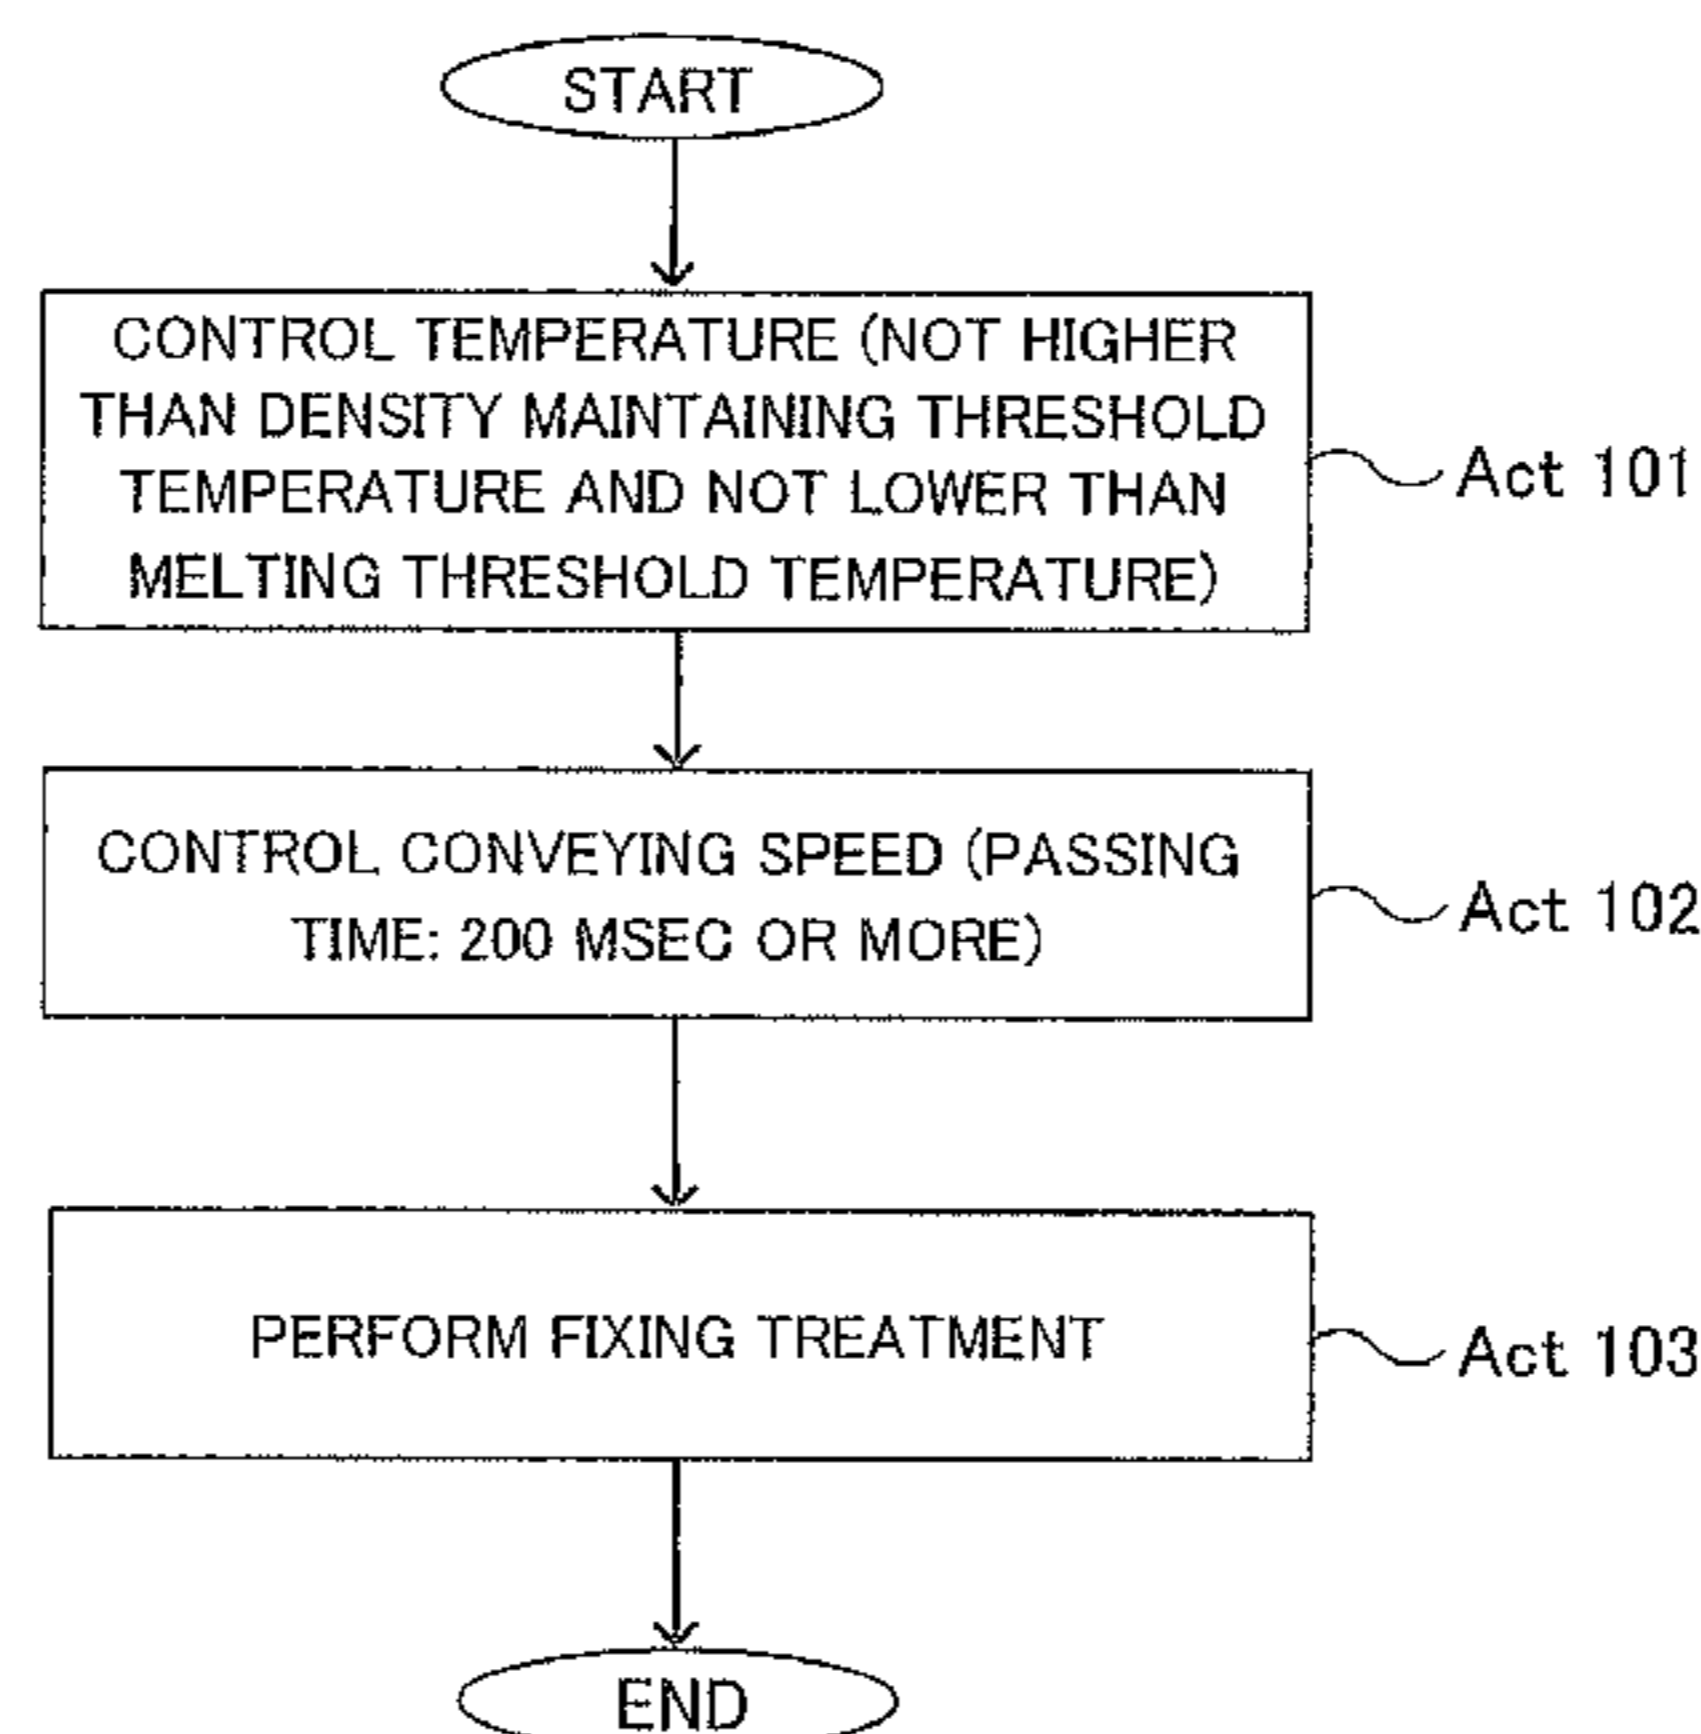 START
CONTROL TEMPERATURE (NOT HIGHER
THAN DENSITY MAINTAINING THRESHOLD
TEMPERATURE AND NOT LOWER THAN
MELTING THRESHOLD TEMPERATURE)
Act 101
CONTROL CONVEYING SPEED (PASSING
TIME: 200 MSEC OR MORE)
Act 102
PERFORM FIXING TREATMENT
Act 103
END